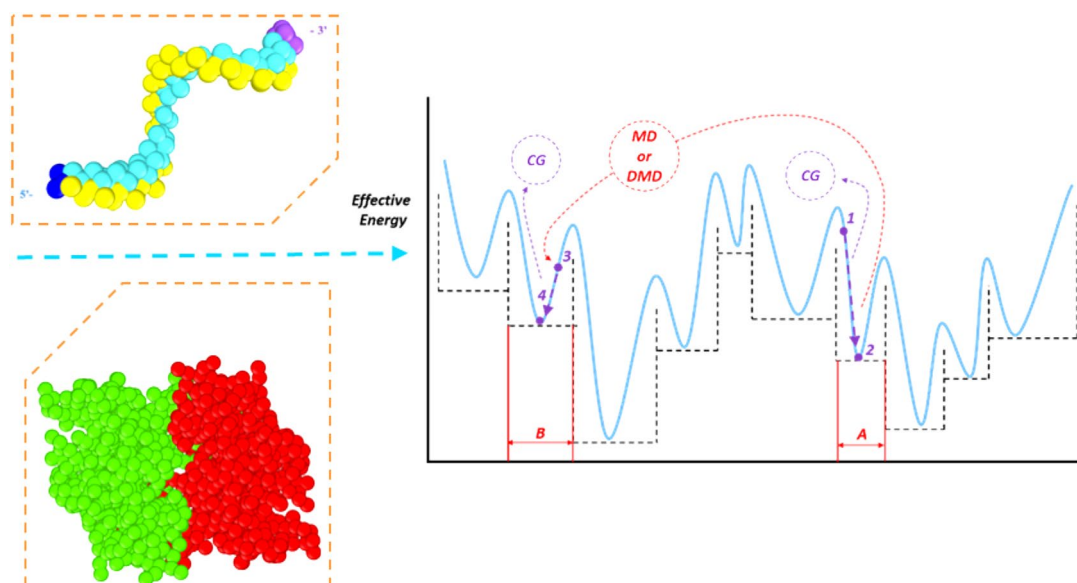 - 3'
5'-
Effective
Energy
CG
MD
or
DMD
CG
1
3
4
2
B
A